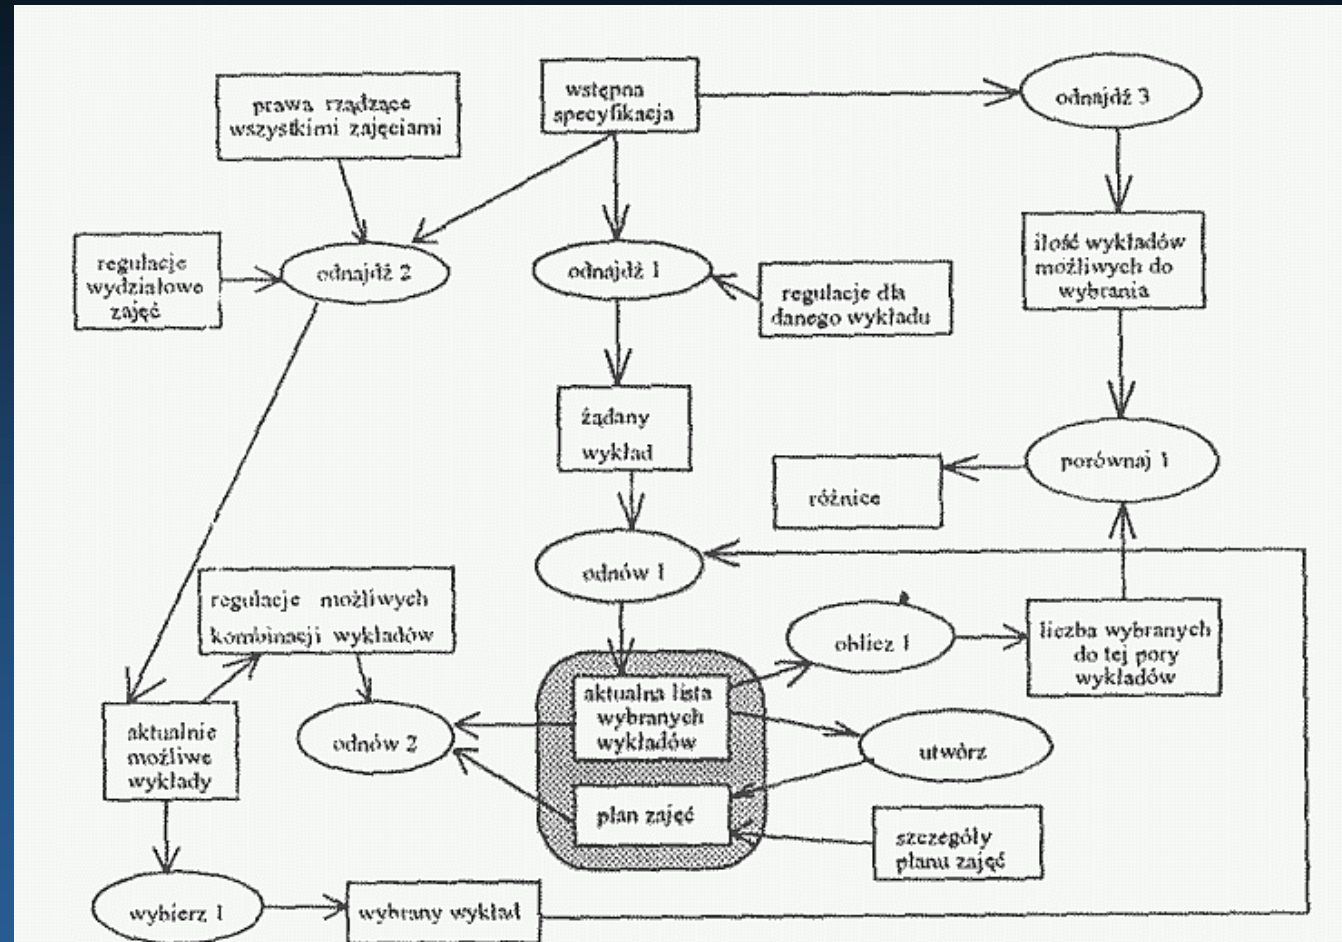 prawa rządzące
wszystkimi zajęciami
wstępna
specyfikacja
odnajdź 3
regulacje
wydziałowe
zajęć
odnajdź 2
odnajdź 1
regulacje dla
danego wykładu
ilość wykładów
możliwych do
wybrania
żądany
wykład
różnice
porównaj 1
odnów 1
regulacje możliwych
kombinacji wykładów
oblicz 1
liczba wybranych
do tej pory
wykładów
aktualnie
możliwe
wykłady
odnów 2
aktualna lista
wybranych
wykładów
utwórz
plan zajęć
szczegóły
planu zajęć
wybierz 1
wybrany wykład